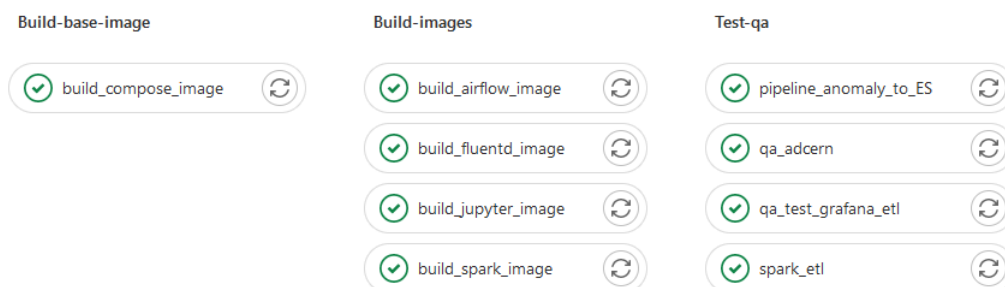 Build-base-image
build_compose_image
Build-images
build_airflow_image
build_fluentd_image
build_jupyter_image
build_spark_image
Test-qa
pipeline_anomaly_to_ES
qa_adcern
qa_test_grafana_etl
spark_etl